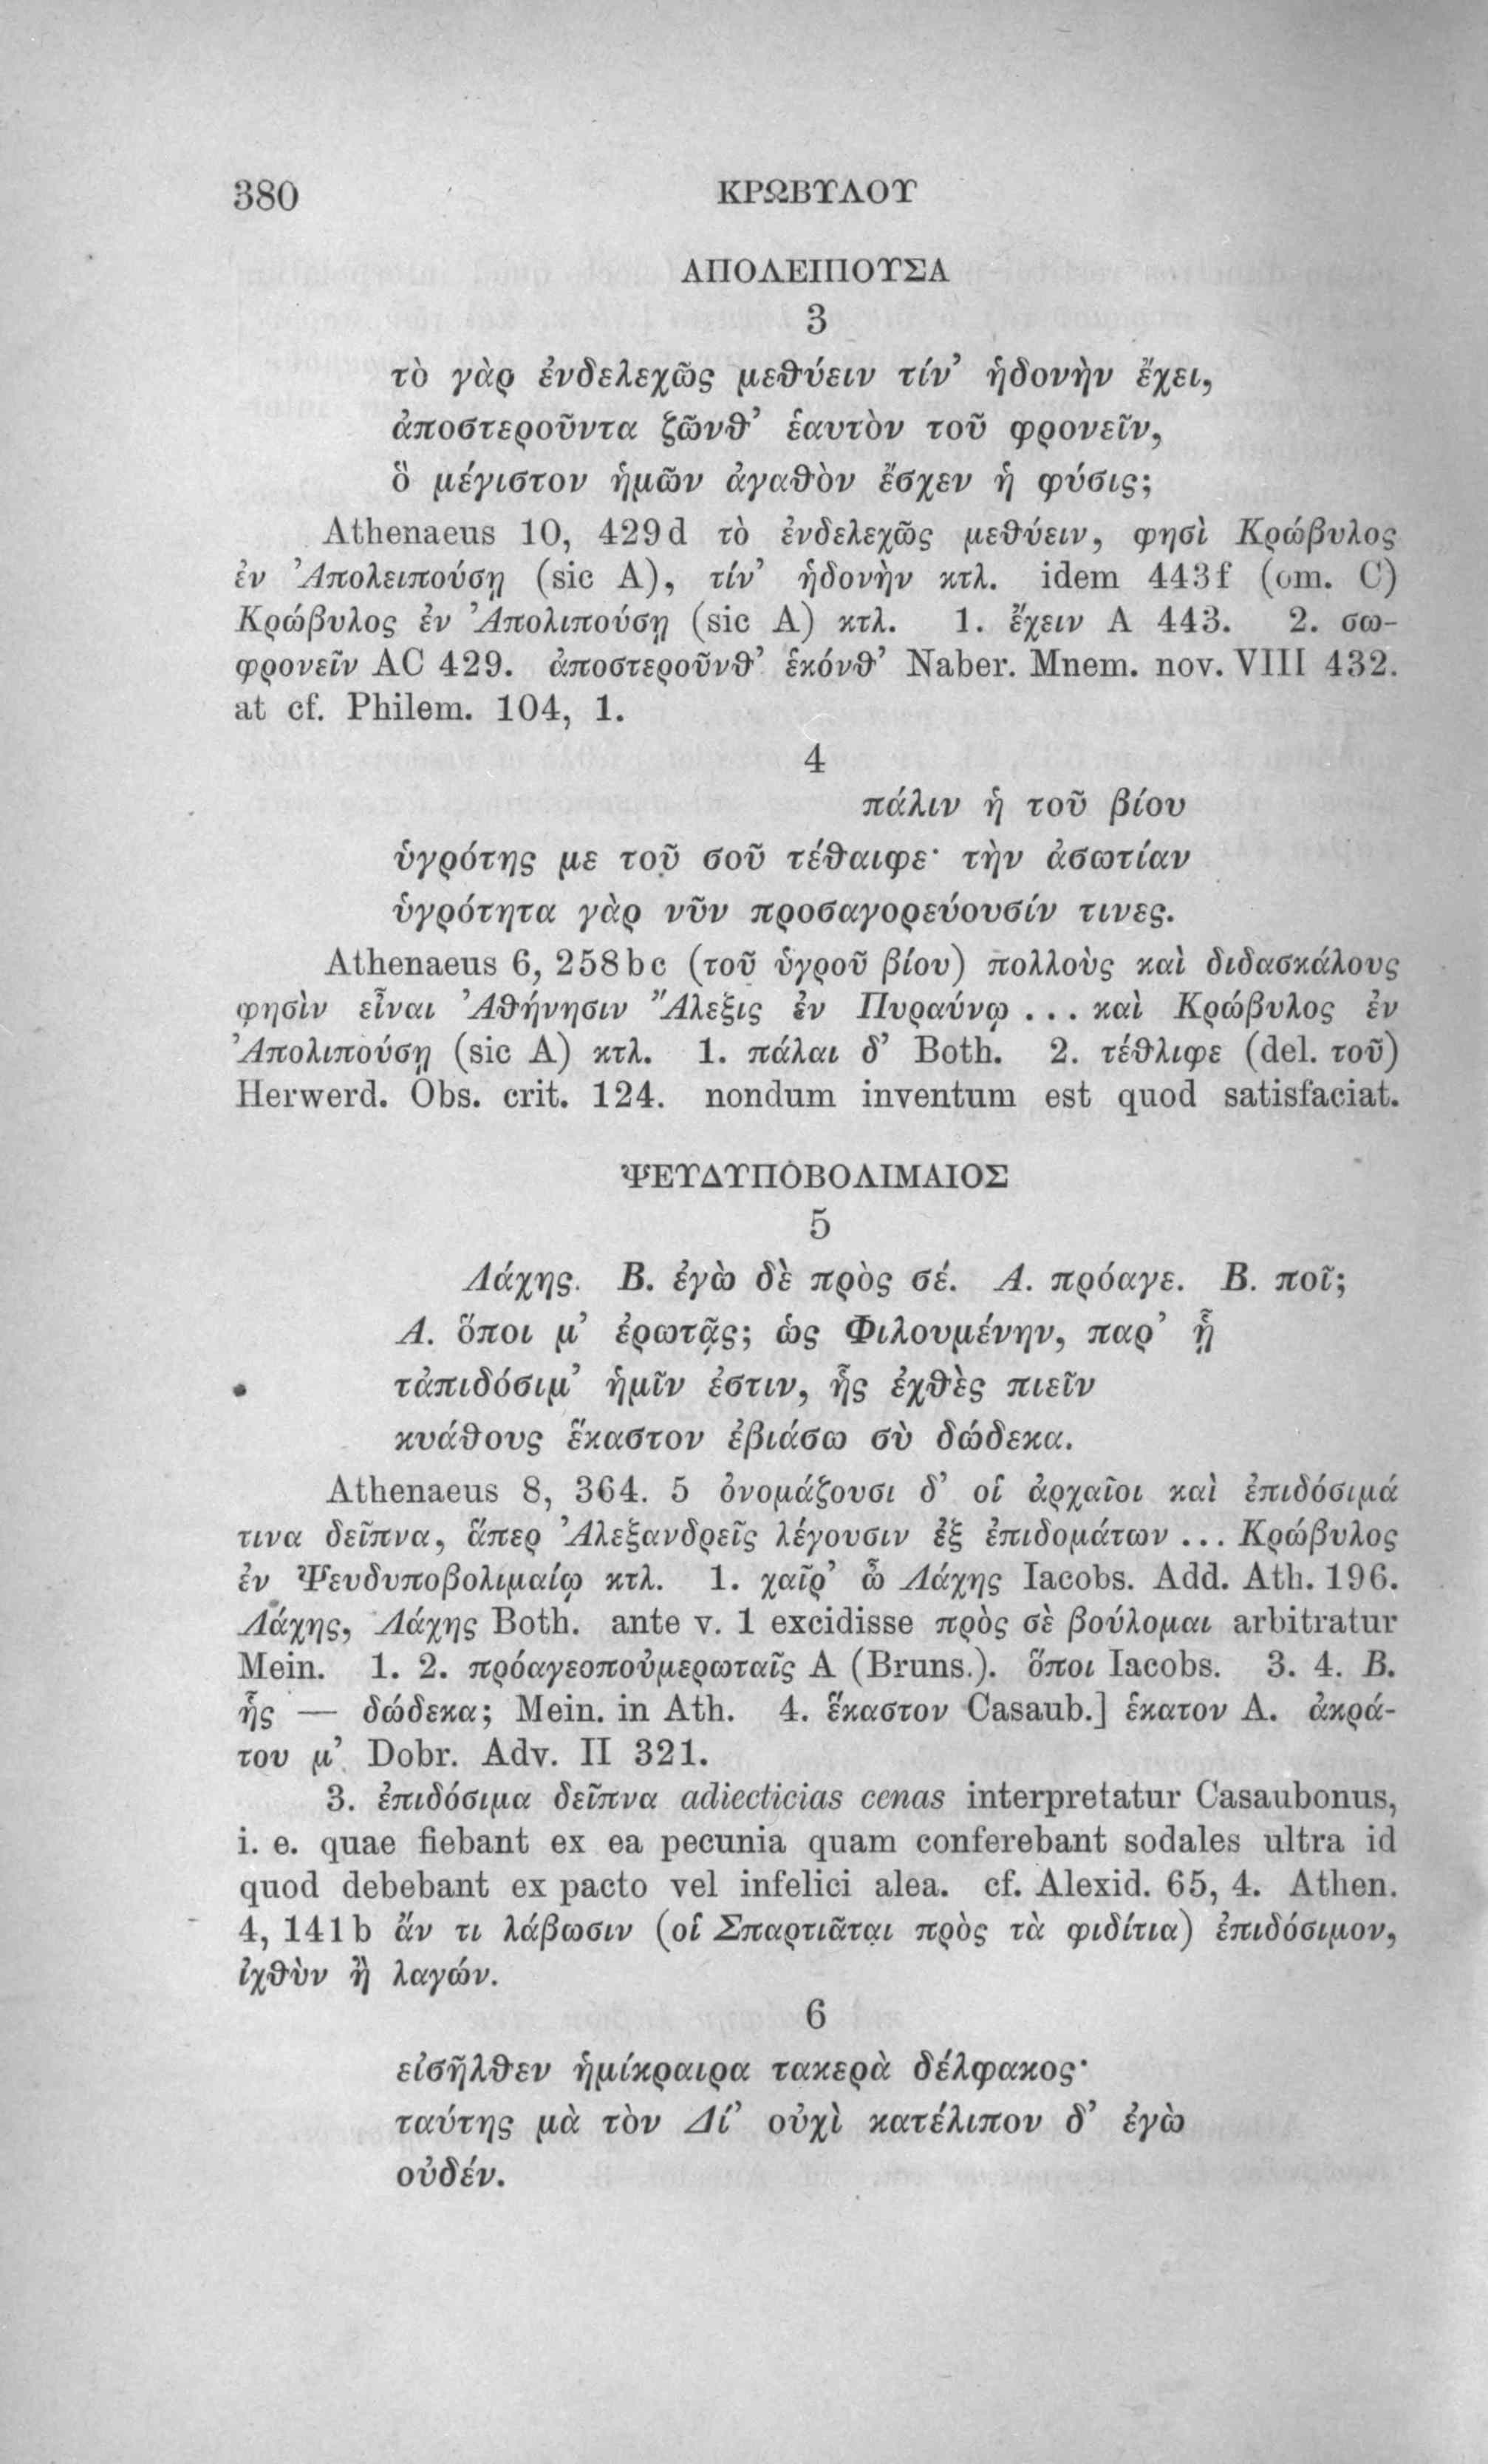 380
ΚΡΩΒΥΛΟΥ
ΑΠΟΛΕΙΠΟΥΣΑ
3
τὸ γὰρ ἐνδελεχῶς μεθύειν τίν’ ἡδονὴν ἔχει,
ἀποστεροῦντα ζῶνθ’ ἑαυτὸν τοῦ φρονεῖν,
ὃ μέγιστον ἡμῶν ἀγαθὸν ἔσχεν ἡ φύσις;
Athenaeus 10, 429d τὸ ἐνδελεχῶς μεθύειν, φησὶ Κρώβυλος
ἐν Ἀπολειπούσῃ (sic A), τίν’ ἡδονὴν κτλ. idem 443f (om. C)
Κρώβυλος ἐν Ἀπολιπούσῃ (sic A) κτλ. 1. ἔχειν A 443. 2. σω-
φρονεῖν AC 429. ἀποστεροῦνθ’ ἑκόνθ’ Naber. Mnem. nov. VIII 432.
at cf. Philem. 104, 1.
4
πάλιν ἡ τοῦ βίου
ὑγρότης με τοῦ σοῦ τέθαιφε· τὴν ἀσωτίαν
ὑγρότητα γὰρ νῦν προσαγορεύουσίν τινες.
Athenaeus 6, 258bc (τοῦ ὑγροῦ βίου) πολλοὺς καὶ διδασκάλους
φησὶν εἶναι Ἀθήνησιν Ἄλεξις ἐν Πυραύνῳ ... καὶ Κρώβυλος ἐν
Ἀπολιπούσῃ (sic A) κτλ. 1. πάλαι δ’ Both. 2. τέθλιφε (del. τοῦ)
Herwerd. Obs. crit. 124. nondum inventum est quod satisfaciat.
ΨΕΥΔΥΠΟΒΟΛΙΜΑΙΟΣ
5
Λάχης. B. ἐγὼ δὲ πρὸς σέ. A. πρόαγε. B. ποῖ;
A. ὅποι μ’ ἐρωτᾷς; ὡς Φιλουμένην, παρ’ ᾗ
τἀπιδόσιμ’ ἡμῖν ἐστιν, ἧς ἐχθὲς πιεῖν
κυάθους ἕκαστον ἐβιάσω σὺ δώδεκα.
Athenaeus 8, 364. 5 ὀνομάζουσι δ’ οἱ ἀρχαῖοι καὶ ἐπιδόσιμά
τινα δεῖπνα, ἅπερ Ἀλεξανδρεῖς λέγουσιν ἐξ ἐπιδομάτων ... Κρώβυλος
ἐν Ψευδυποβολιμαίῳ κτλ. 1. χαῖρ’ ὦ Λάχης Iacobs. Add. Ath. 196.
Λάχης, Λάχης Both. ante v. 1 excidisse πρὸς σὲ βούλομαι arbitratur
Mein. 1. 2. πρόαγεοποὐμερωταῖς A (Bruns.). ὅποι Iacobs. 3. 4. B.
ἧς — δώδεκα; Mein. in Ath. 4. ἕκαστον Casaub.] ἑκατον A. ἀκρά-
του μ’ Dobr. Adv. II 321.
3. ἐπιδόσιμα δεῖπνα adiecticias cenas interpretatur Casaubonus,
i. e. quae fiebant ex ea pecunia quam conferebant sodales ultra id
quod debebant ex pacto vel infelici alea. cf. Alexid. 65, 4. Athen.
4, 141b ἄν τι λάβωσιν (οἱ Σπαρτιᾶται πρὸς τὰ φιδίτια) ἐπιδόσιμον,
ἰχθὺν ἢ λαγών.
6
εἰσῆλθεν ἡμίκραιρα τακερὰ δέλφακος·
ταύτης μὰ τὸν Δί’ οὐχὶ κατέλιπον δ’ ἐγὼ
οὐδέν.